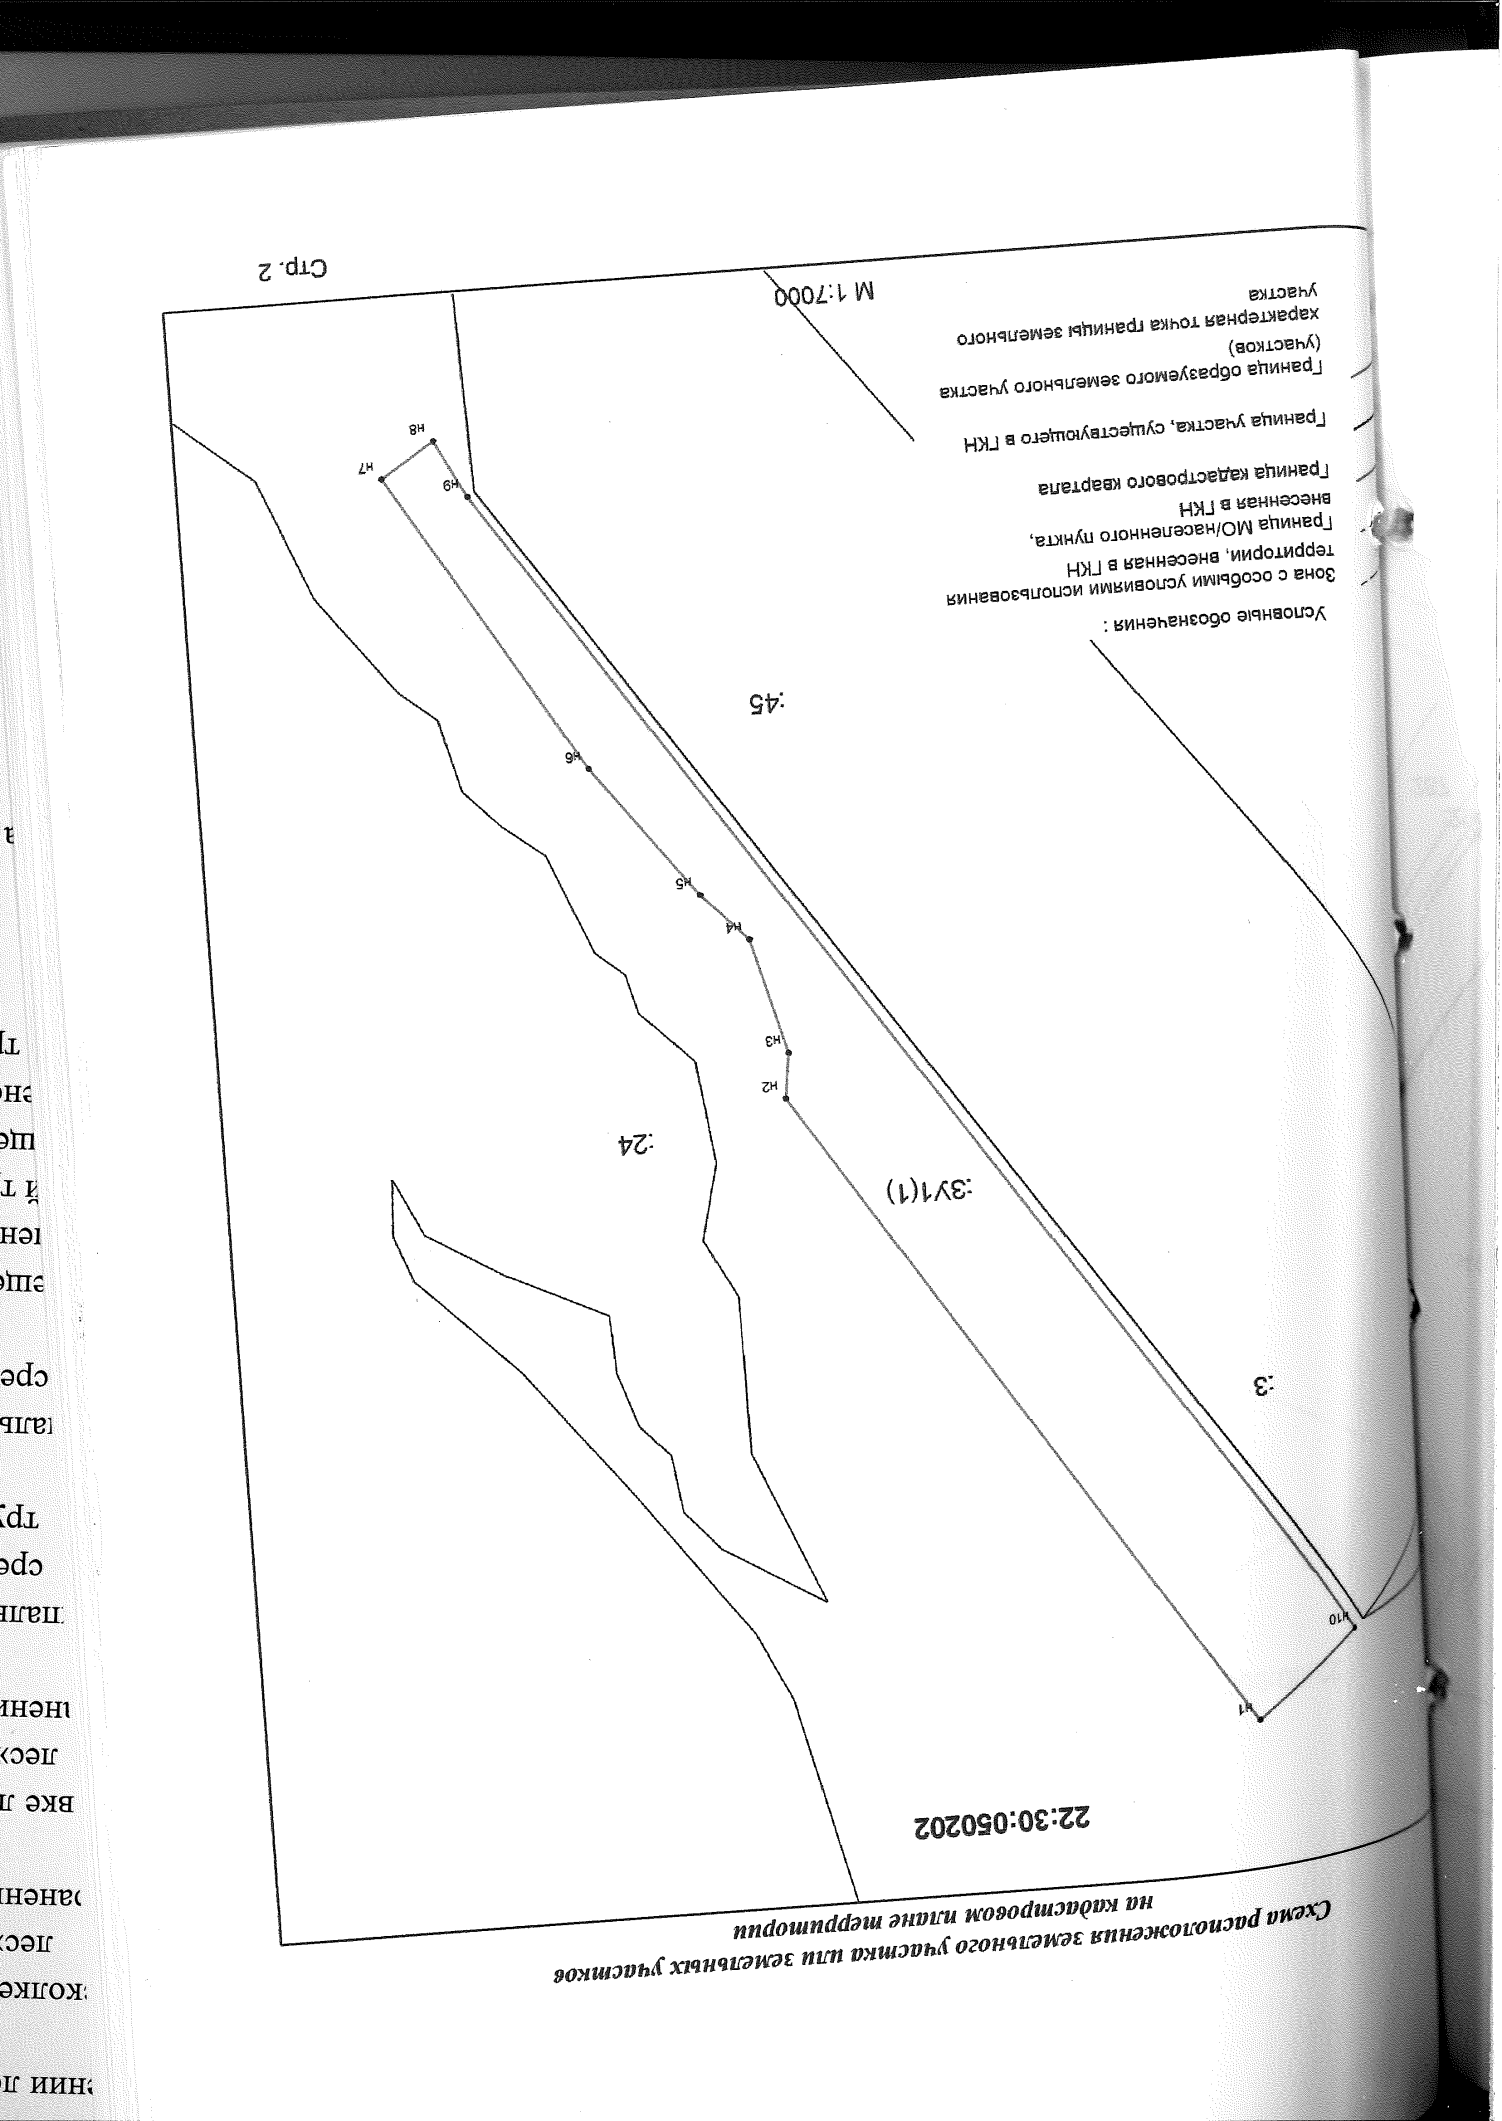 Схема расположения земельного участка или земельных участков
на кадастровом плане территории
22:30:050202
н1
н10
:3
:ЗУ1(1)
:24
н2
н3
н4
н5
н6
:45
н9
н7
н8
Условные обозначения :
Зона с особыми условиями использования
территории, внесенная в ГКН
Граница МО/населенного пункта,
внесенная в ГКН
Граница кадастрового квартала
Граница участка, существующего в ГКН
Граница образуемого земельного участка
(участков)
характерная точка границы земельного
участка
М 1:7000
Стр. 2